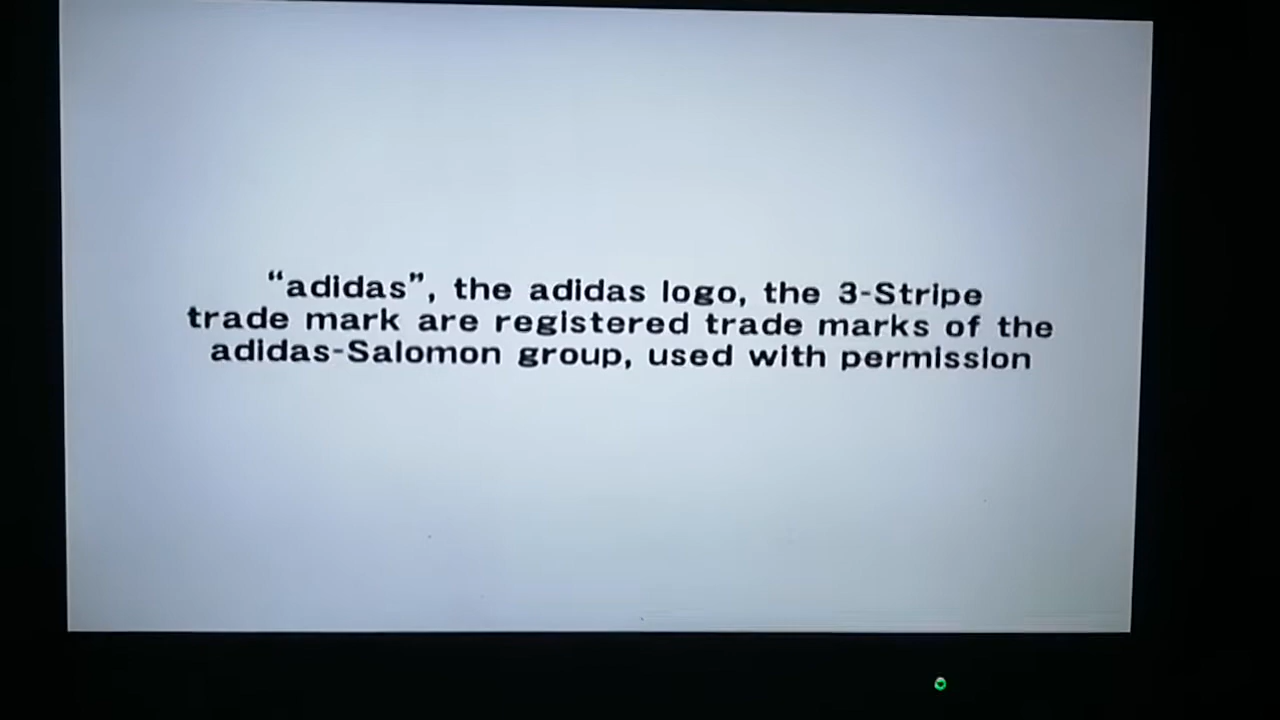 “adidas”, the adidas logo, the 3-Stripe
trade mark are registered trade marks of the
adidas-Salomon group, used with permission